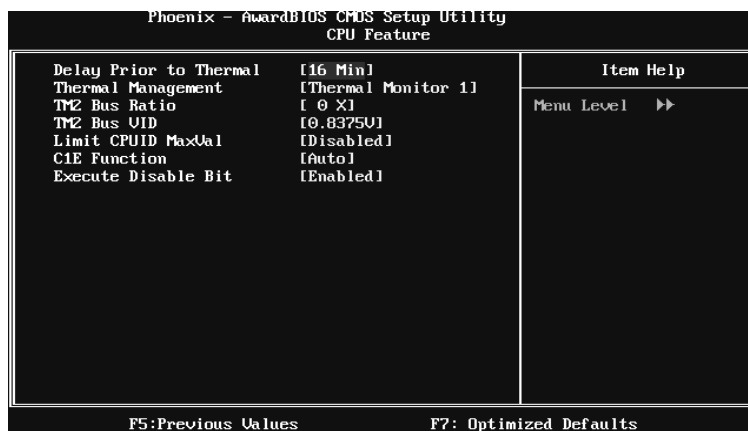 Phoenix - AwardBIOS CMOS Setup Utility
CPU Feature
Delay Prior to Thermal [16 Min]
Thermal Management [Thermal Monitor 1]
TM2 Bus Ratio [ 0 X]
TM2 Bus VID [0.8375V]
Limit CPUID MaxVal [Disabled]
C1E Function [Auto]
Execute Disable Bit [Enabled]
Item Help
Menu Level ▶▶
F5:Previous Values F7: Optimized Defaults